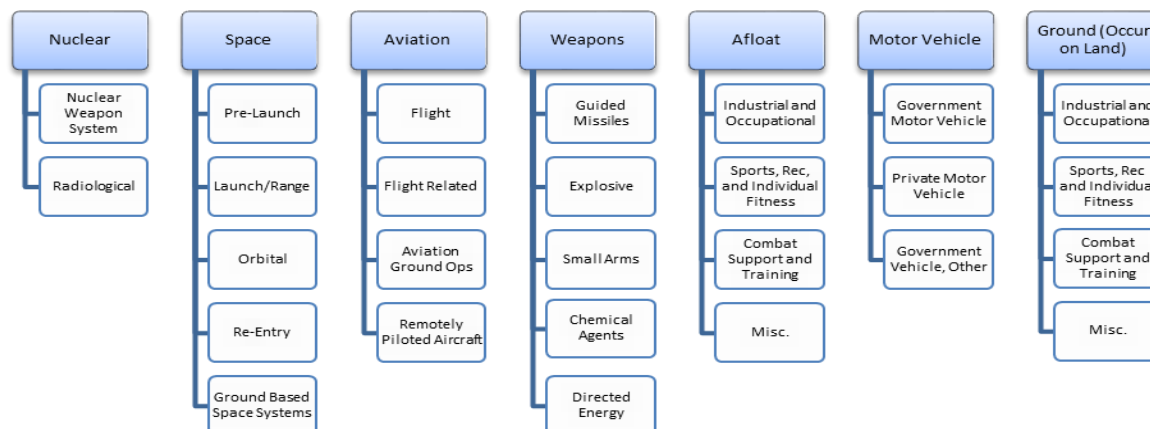 Nuclear
Nuclear
Weapon
System
Radiological
Space
Pre-Launch
Launch/Range
Orbital
Re-Entry
Ground Based
Space Systems
Aviation
Flight
Flight Related
Aviation
Ground Ops
Remotely
Piloted Aircraft
Weapons
Guided
Missiles
Explosive
Small Arms
Chemical
Agents
Directed
Energy
Afloat
Industrial and
Occupational
Sports, Rec,
and Individual
Fitness
Combat
Support and
Training
Misc.
Motor Vehicle
Government
Motor Vehicle
Private Motor
Vehicle
Government
Vehicle, Other
Ground (Occur
on Land)
Industrial and
Occupational
Sports, Rec
and Individual
Fitness
Combat
Support and
Training
Misc.